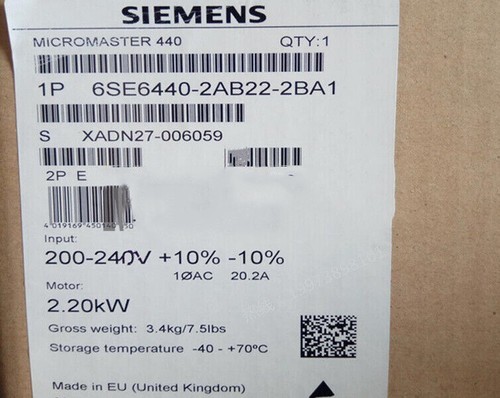 SIEMENS
MICROMASTER 440 QTY:1
1P 6SE6440-2AB22-2BA1
S XADN27-006059
2P E
Input:
200-240V +10% -10%
1ØAC 20.2A
Motor:
2.20kW
Gross weight: 3.4kg/7.5lbs
Storage temperature -40 - +70ºC
Made in EU (United Kingdom)